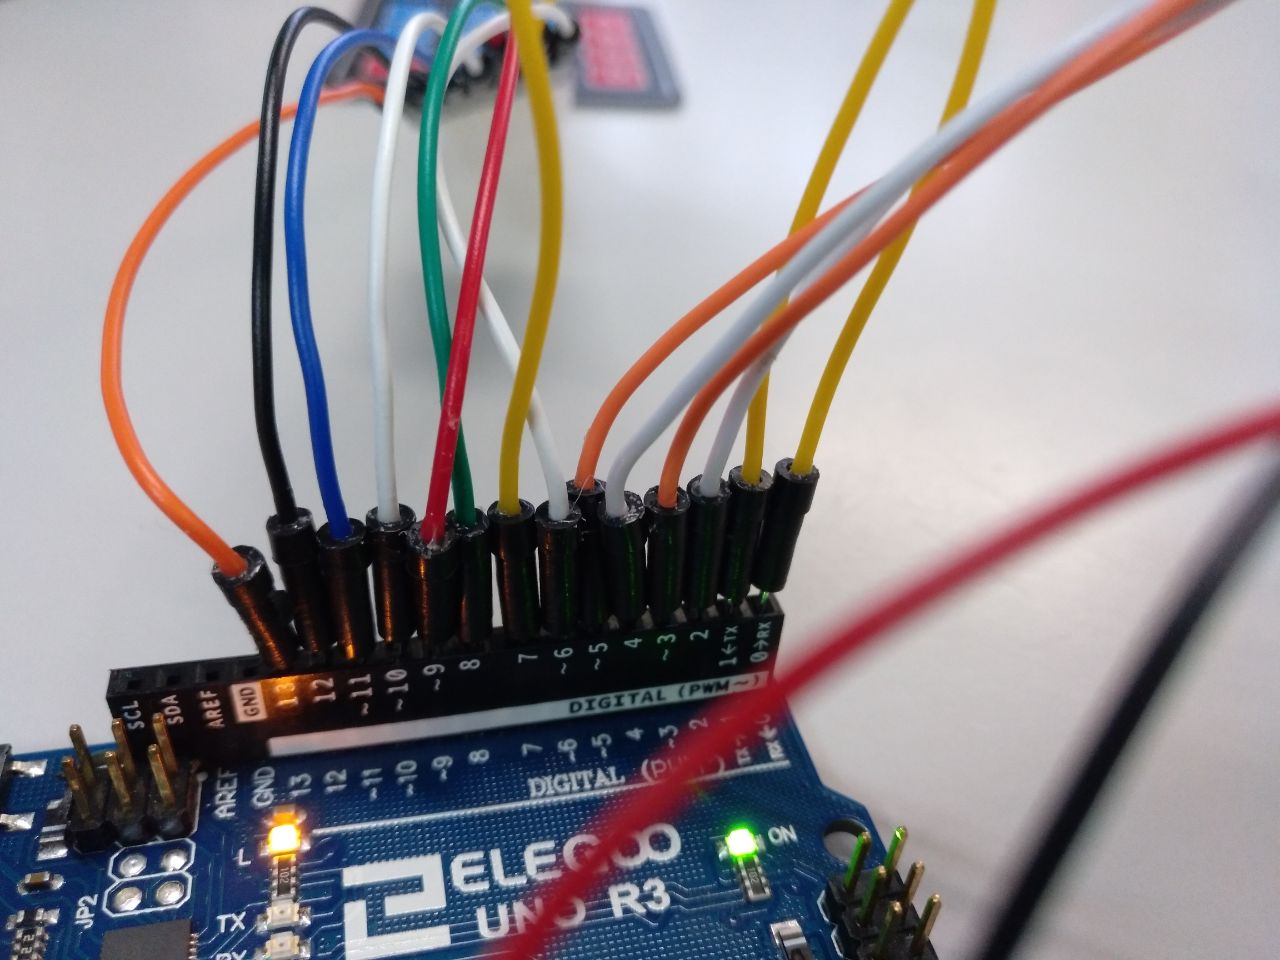 SCL SDA AREF GND 13 12 ~11 ~10 ~9 8 7 ~6 ~5 4 ~3 2 1←TX 0→RX
DIGITAL (PWM~)
AREF GND 13 12 ~11 ~10 ~9 8 7 ~6 ~5 4 ~3 2
DIGITAL
L
ELEGOO
ON
UNO R3
JP2
TX